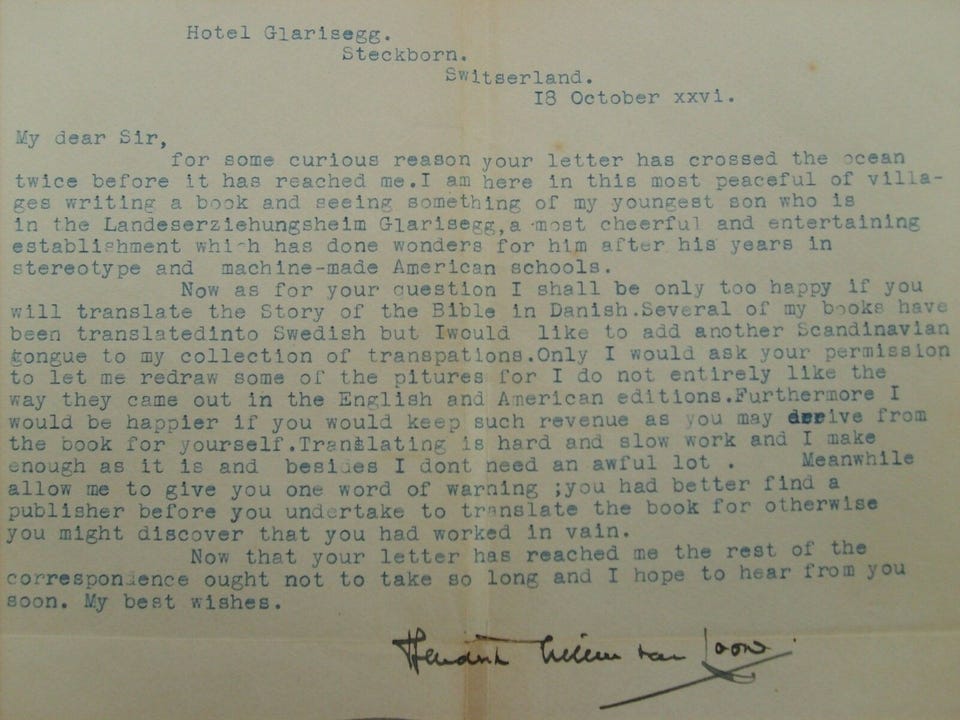 Hotel Glarisegg.
Steckborn.
Switserland.
18 October xxvi.
My dear Sir,
for some curious reason your letter has crossed the ocean
twice before it has reached me.I am here in this most peaceful of villa-
ges writing a book and seeing something of my youngest son who is
in the Landeserziehungsheim Glarisegg,a most cheerful and entertaining
establishment which has done wonders for him after his years in
stereotype and machine-made American schools.
Now as for your question I shall be only too happy if you
will translate the Story of the Bible in Danish.Several of my books have
been translatedinto Swedish but Iwould like to add another Scandinavian
tongue to my collection of transpations.Only I would ask your permission
to let me redraw some of the pitures for I do not entirely like the
way they came out in the English and American editions.Furthermore I
would be happier if you would keep such revenue as you may derive from
the book for yourself.Translating is hard and slow work and I make
enough as it is and besides I dont need an awful lot . Meanwhile
allow me to give you one word of warning ;you had better find a
publisher before you undertake to translate the book for otherwise
you might discover that you had worked in vain.
Now that your letter has reached me the rest of the
correspondence ought not to take so long and I hope to hear from you
soon. My best wishes.
Hendrik Willem van Loon